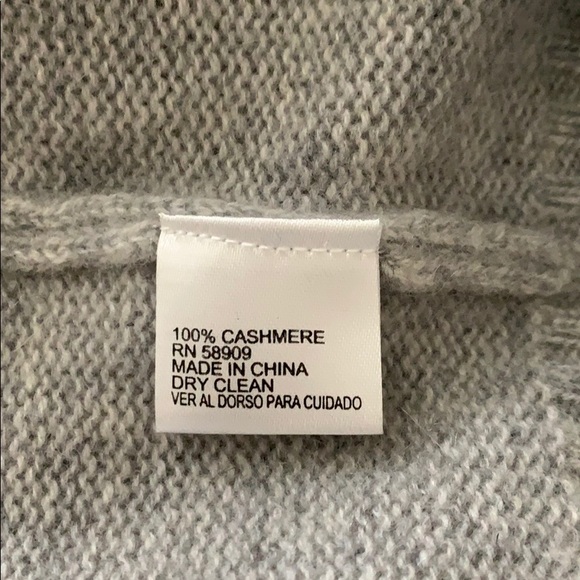 100% CASHMERE
RN 58909
MADE IN CHINA
DRY CLEAN
VER AL DORSO PARA CUIDADO